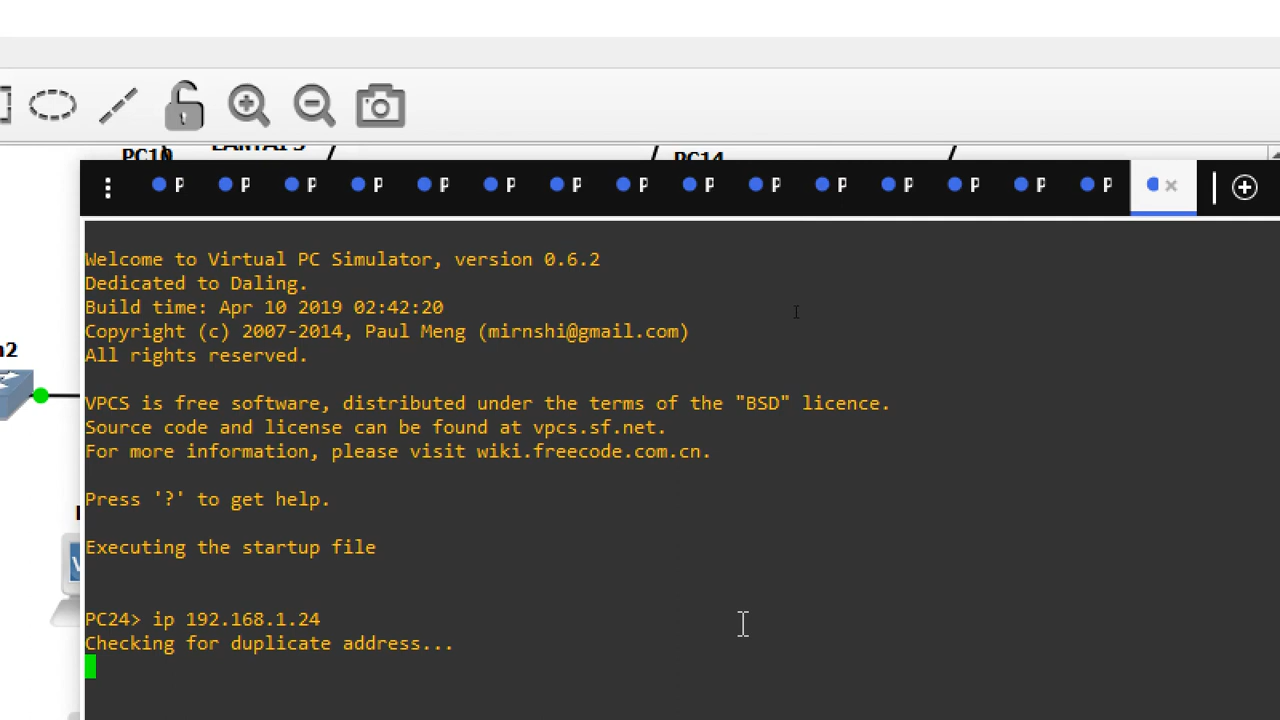 PC10
LANTAI3
PC14
P P P P P P P P P P P P P P P
n2
Welcome to Virtual PC Simulator, version 0.6.2
Dedicated to Daling.
Build time: Apr 10 2019 02:42:20
Copyright (c) 2007-2014, Paul Meng (mirnshi@gmail.com)
All rights reserved.
VPCS is free software, distributed under the terms of the "BSD" licence.
Source code and license can be found at vpcs.sf.net.
For more information, please visit wiki.freecode.com.cn.
Press '?' to get help.
Executing the startup file
PC24> ip 192.168.1.24
Checking for duplicate address...